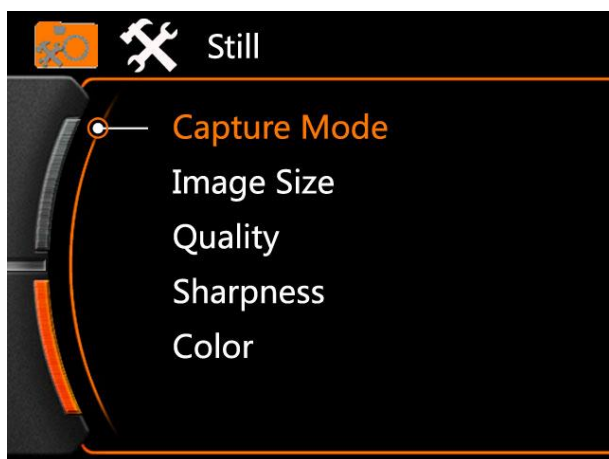 Still
Capture Mode
Image Size
Quality
Sharpness
Color